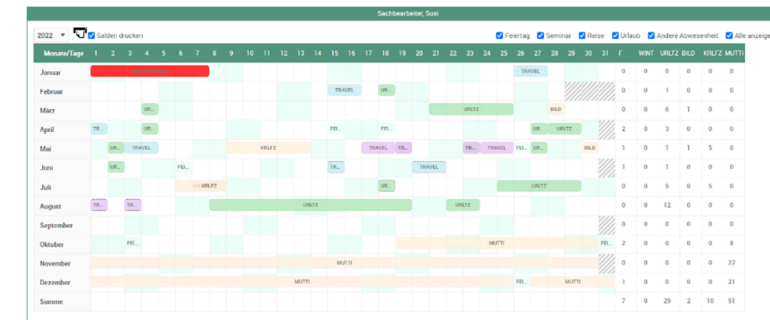 Sachbearbeiter, Susi
2022 Salden drucken Feiertag Seminar Reise Urlaub Andere Abwesenheit Alle anzeige
Monate/Tage 1 2 3 4 5 6 7 8 9 10 11 12 13 14 15 16 17 18 19 20 21 22 23 24 25 26 27 28 29 30 31 F WINT URLTZ BILD KRLFZ MUTTI
Januar TRAVEL 0 0 0 0 0 0
Februar TRAVEL UR... 0 0 1 0 0 0
März UR... URLTZ BILD 0 0 6 1 0 0
April TR... UR... FEI... FEI... UR... URLTZ 2 0 3 0 0 0
Mai UR... TRAVEL KRLFZ TRAVEL TR... UR... TRAVEL FEI... UR... BILD 1 0 1 1 5 0
Juni UR... FEI... TR... TRAVEL 1 0 1 0 0 0
Juli KRLFZ UR... URLTZ 0 0 5 0 5 0
August TR... TR... URLTZ URLTZ 0 0 12 0 0 0
September 0 0 0 0 0 0
Oktober FEI... MUTTI FEI... 2 0 0 0 0 8
November MUTTI 0 0 0 0 0 22
Dezember MUTTI FEI... MUTTI 1 0 0 0 0 21
Summe 7 0 29 2 10 51